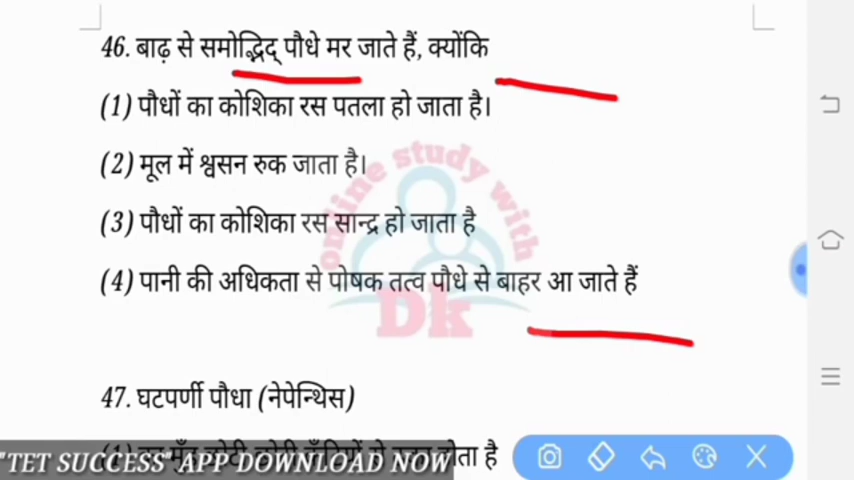 46. बाढ़ से समोद्भिद् पौधे मर जाते हैं, क्योंकि
(1) पौधों का कोशिका रस पतला हो जाता है।
(2) मूल में श्वसन रुक जाता है।
(3) पौधों का कोशिका रस सान्द्र हो जाता है
(4) पानी की अधिकता से पोषक तत्व पौधे से बाहर आ जाते हैं
online study with
Dk
47. घटपर्णी पौधा (नेपेन्थिस)
(1) होता है
"TET SUCCESS" APP DOWNLOAD NOW